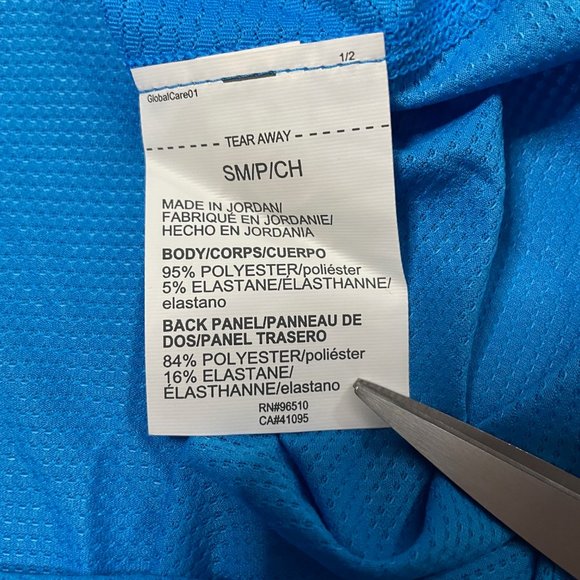 1/2
GlobalCare01
TEAR AWAY
SM/P/CH
MADE IN JORDAN/
FABRIQUÉ EN JORDANIE/
HECHO EN JORDANIA
BODY/CORPS/CUERPO
95% POLYESTER/poliéster
5% ELASTANE/ÉLASTHANNE/
elastano
BACK PANEL/PANNEAU DE
DOS/PANEL TRASERO
84% POLYESTER/poliéster
16% ELASTANE/
ÉLASTHANNE/elastano
RN#96510
CA#41095